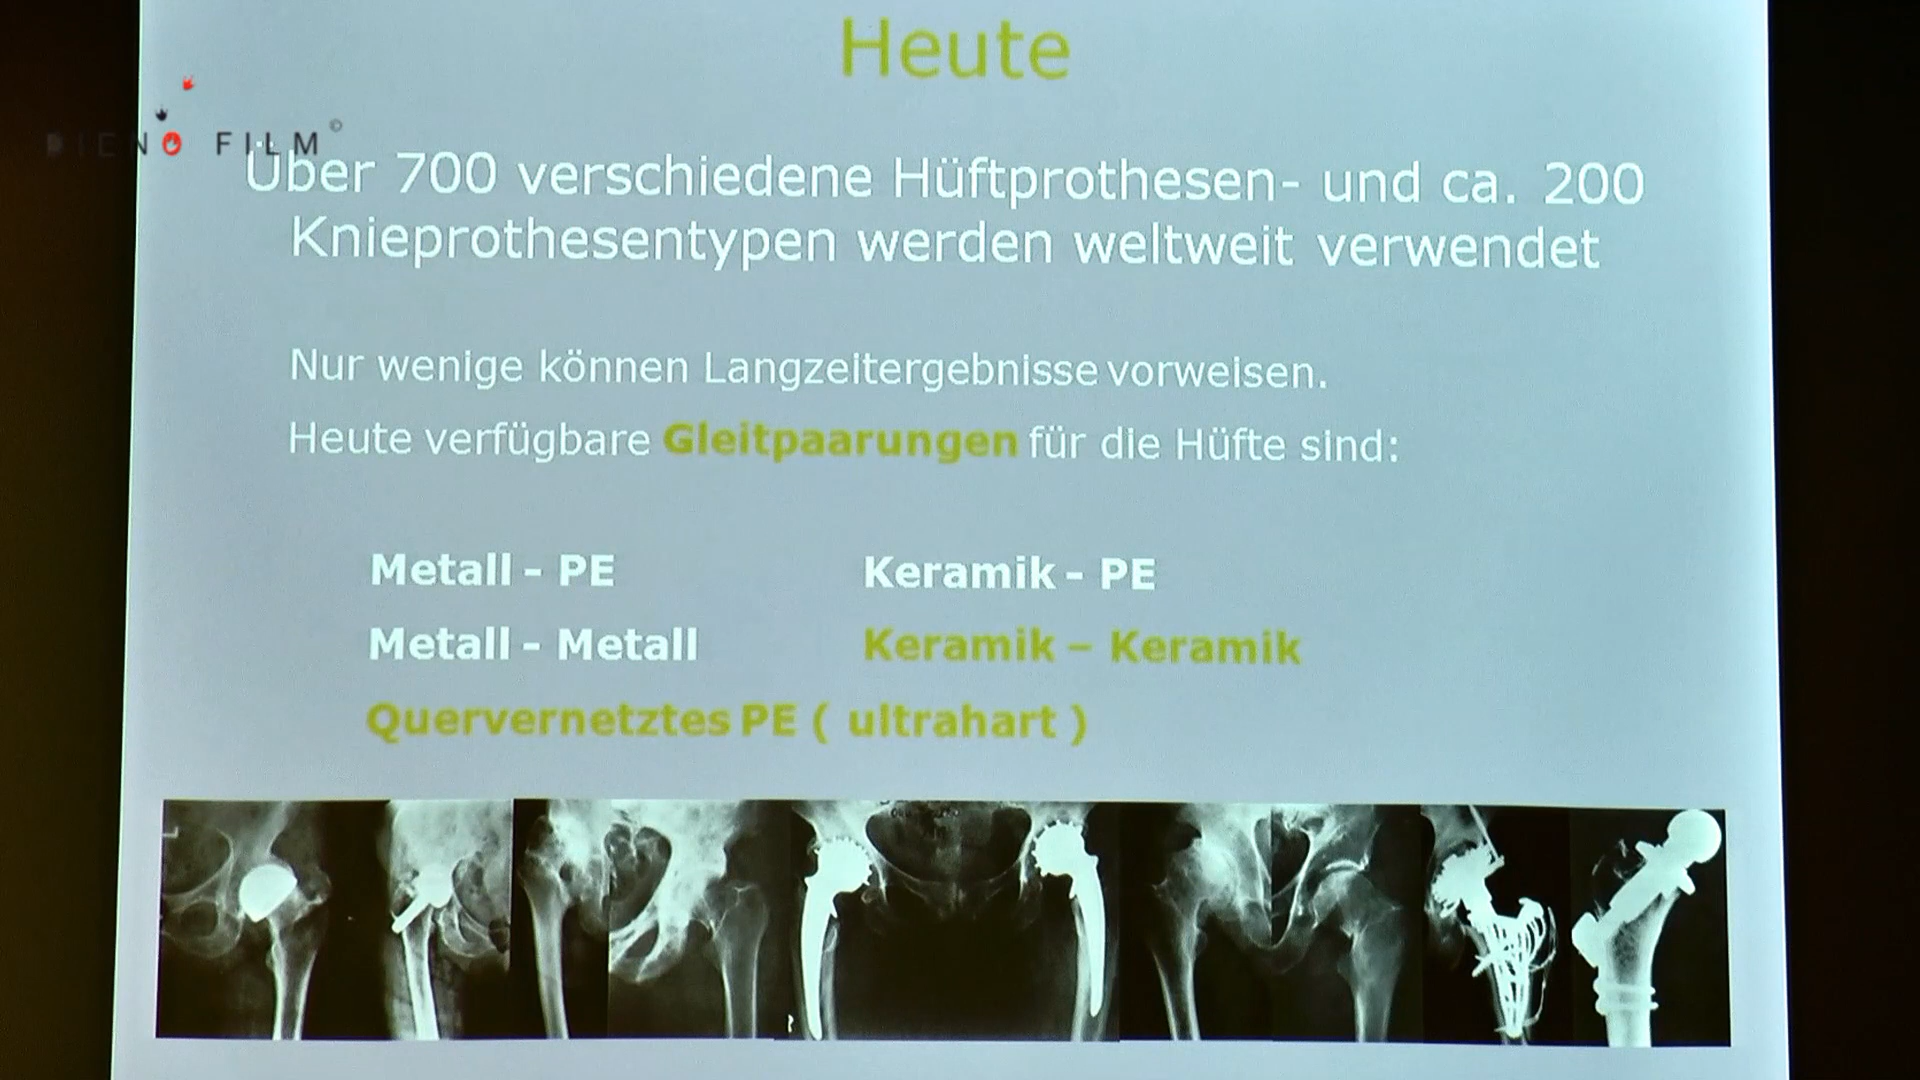 Heute
FILM
Über 700 verschiedene Hüftprothesen- und ca. 200
Knieprothesentypen werden weltweit verwendet
Nur wenige können Langzeitergebnisse vorweisen.
Heute verfügbare Gleitpaarungen für die Hüfte sind:
Metall - PE Keramik - PE
Metall - Metall Keramik – Keramik
Quervernetztes PE ( ultrahart )